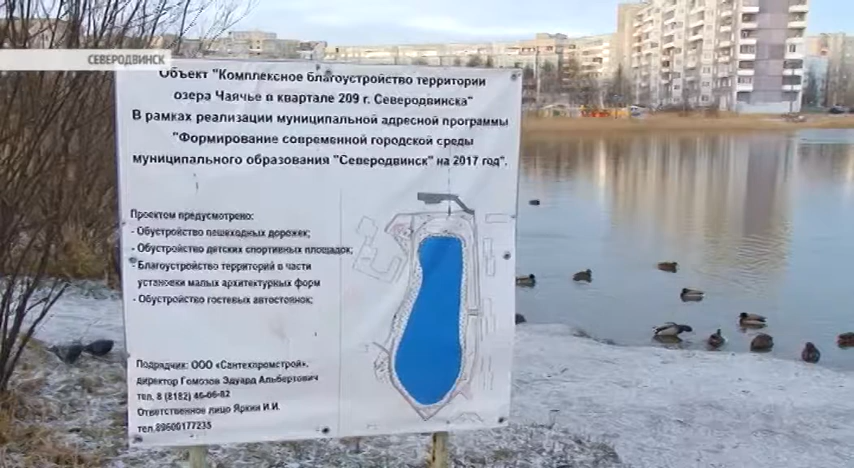 СЕВЕРОДВИНСК
Объект "Комплексное Благоустройство территории
озера Чаячье в квартале 209 г. Северодвинска"
В рамках реализации муниципальной адресной программы
"Формирование современной городской среды
муниципального образования "Северодвинск" на 2017 год".
Проектом предусмотрено:
- Обустройство пешеходных дорожек;
- Обустройство детских спортивных площадок;
- Благоустройство территорий в части
установки малых архитектурных форм
- Обустройство гостевых автостоянок;
Подрадчик: ООО «Сантехпромстрой».
директор Гомозов Эдуард Альбертович
тел. 8 (8182) 46-06-82
Ответственное лицо Яркин И.И.
тел.89600177235